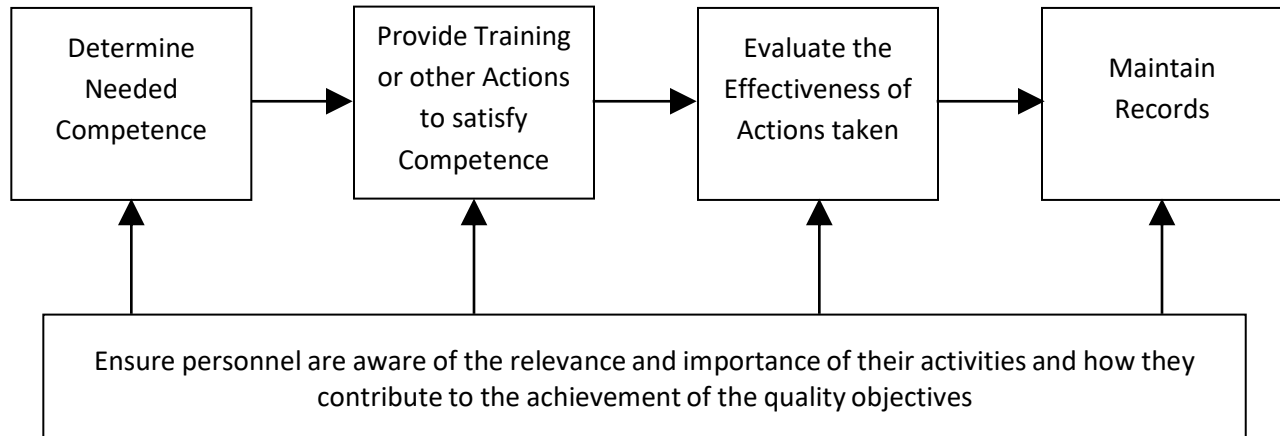 Determine
Needed
Competence
Provide Training
or other Actions
to satisfy
Competence
Evaluate the
Effectiveness of
Actions taken
Maintain
Records
Ensure personnel are aware of the relevance and importance of their activities and how they
contribute to the achievement of the quality objectives